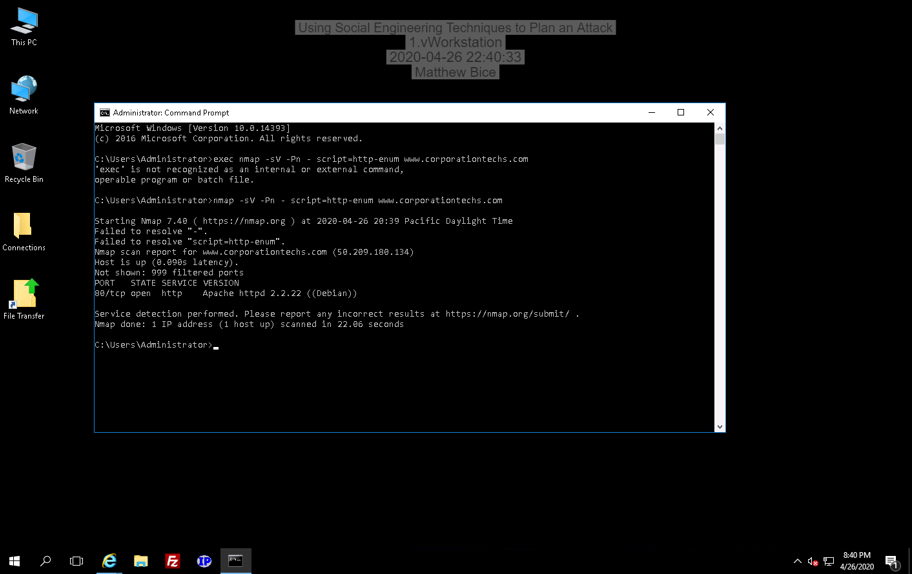 Using Social Engineering Techniques to Plan an Attack
1.vWorkstation
2020-04-26 22:40:33
Matthew Bice
This PC
Network
Recycle Bin
Connections
File Transfer
Administrator: Command Prompt
Microsoft Windows [Version 10.0.14393]
(c) 2016 Microsoft Corporation. All rights reserved.
C:\Users\Administrator>exec nmap -sV -Pn - script=http-enum www.corporationtechs.com
'exec' is not recognized as an internal or external command,
operable program or batch file.
C:\Users\Administrator>nmap -sV -Pn - script=http-enum www.corporationtechs.com
Starting Nmap 7.40 ( https://nmap.org ) at 2020-04-26 20:39 Pacific Daylight Time
Failed to resolve "-".
Failed to resolve "script=http-enum".
Nmap scan report for www.corporationtechs.com (50.209.180.134)
Host is up (0.090s latency).
Not shown: 999 filtered ports
PORT   STATE SERVICE VERSION
80/tcp open  http    Apache httpd 2.2.22 ((Debian))
Service detection performed. Please report any incorrect results at https://nmap.org/submit/ .
Nmap done: 1 IP address (1 host up) scanned in 22.06 seconds
C:\Users\Administrator>
8:40 PM
4/26/2020
1